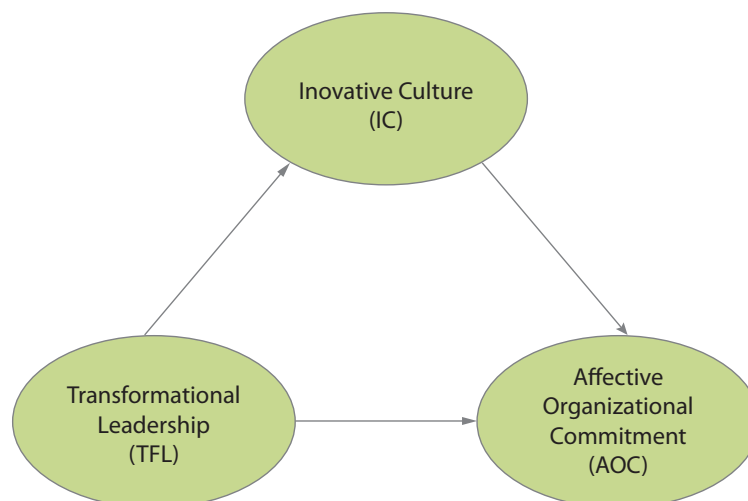 Inovative Culture
(IC)
Transformational
Leadership
(TFL)
Affective
Organizational
Commitment
(AOC)